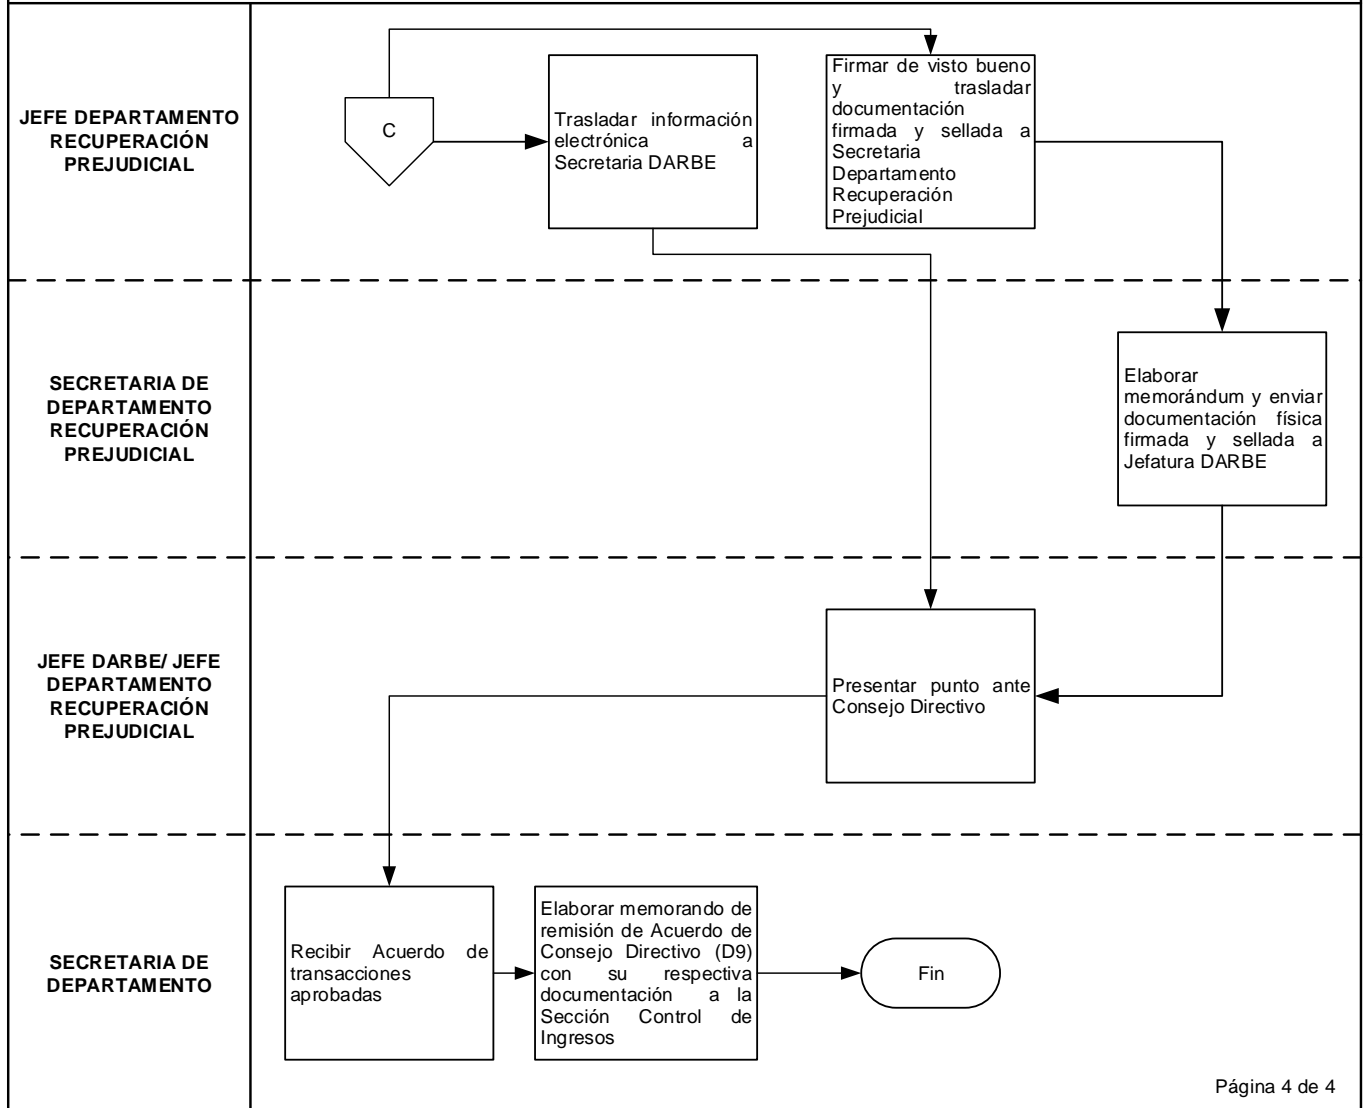 JEFE DEPARTAMENTO
RECUPERACIÓN
PREJUDICIAL
C
Trasladar información
electrónica a
Secretaria DARBE
Firmar de visto bueno
y trasladar
documentación
firmada y sellada a
Secretaria
Departamento
Recuperación
Prejudicial
SECRETARIA DE
DEPARTAMENTO
RECUPERACIÓN
PREJUDICIAL
Elaborar
memorándum y enviar
documentación física
firmada y sellada a
Jefatura DARBE
JEFE DARBE/ JEFE
DEPARTAMENTO
RECUPERACIÓN
PREJUDICIAL
Presentar punto ante
Consejo Directivo
SECRETARIA DE
DEPARTAMENTO
Recibir Acuerdo de
transacciones
aprobadas
Elaborar memorando de
remisión de Acuerdo de
Consejo Directivo (D9)
con su respectiva
documentación a la
Sección Control de
Ingresos
Fin
Página 4 de 4